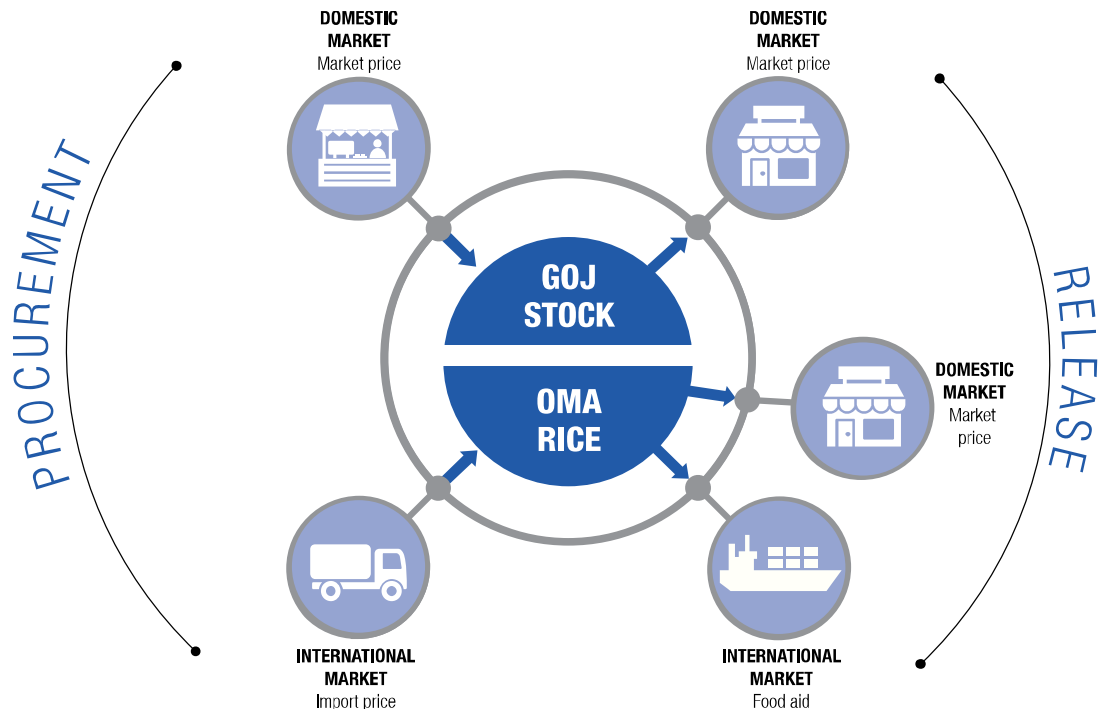 PROCUREMENT
DOMESTIC
MARKET
Market price
INTERNATIONAL
MARKET
Import price
GOJ
STOCK
OMA
RICE
DOMESTIC
MARKET
Market price
DOMESTIC
MARKET
Market
price
INTERNATIONAL
MARKET
Food aid
RELEASE